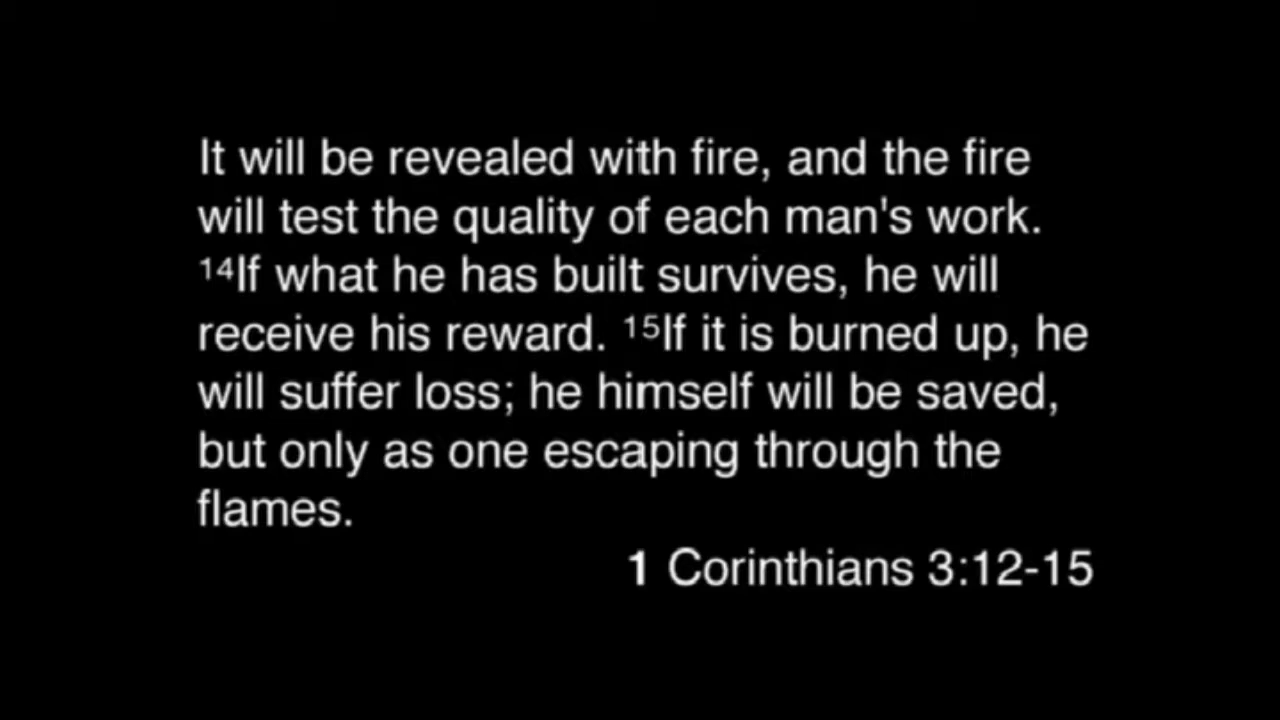 It will be revealed with fire, and the fire
will test the quality of each man's work.
¹⁴If what he has built survives, he will
receive his reward. ¹⁵If it is burned up, he
will suffer loss; he himself will be saved,
but only as one escaping through the
flames.
1 Corinthians 3:12-15